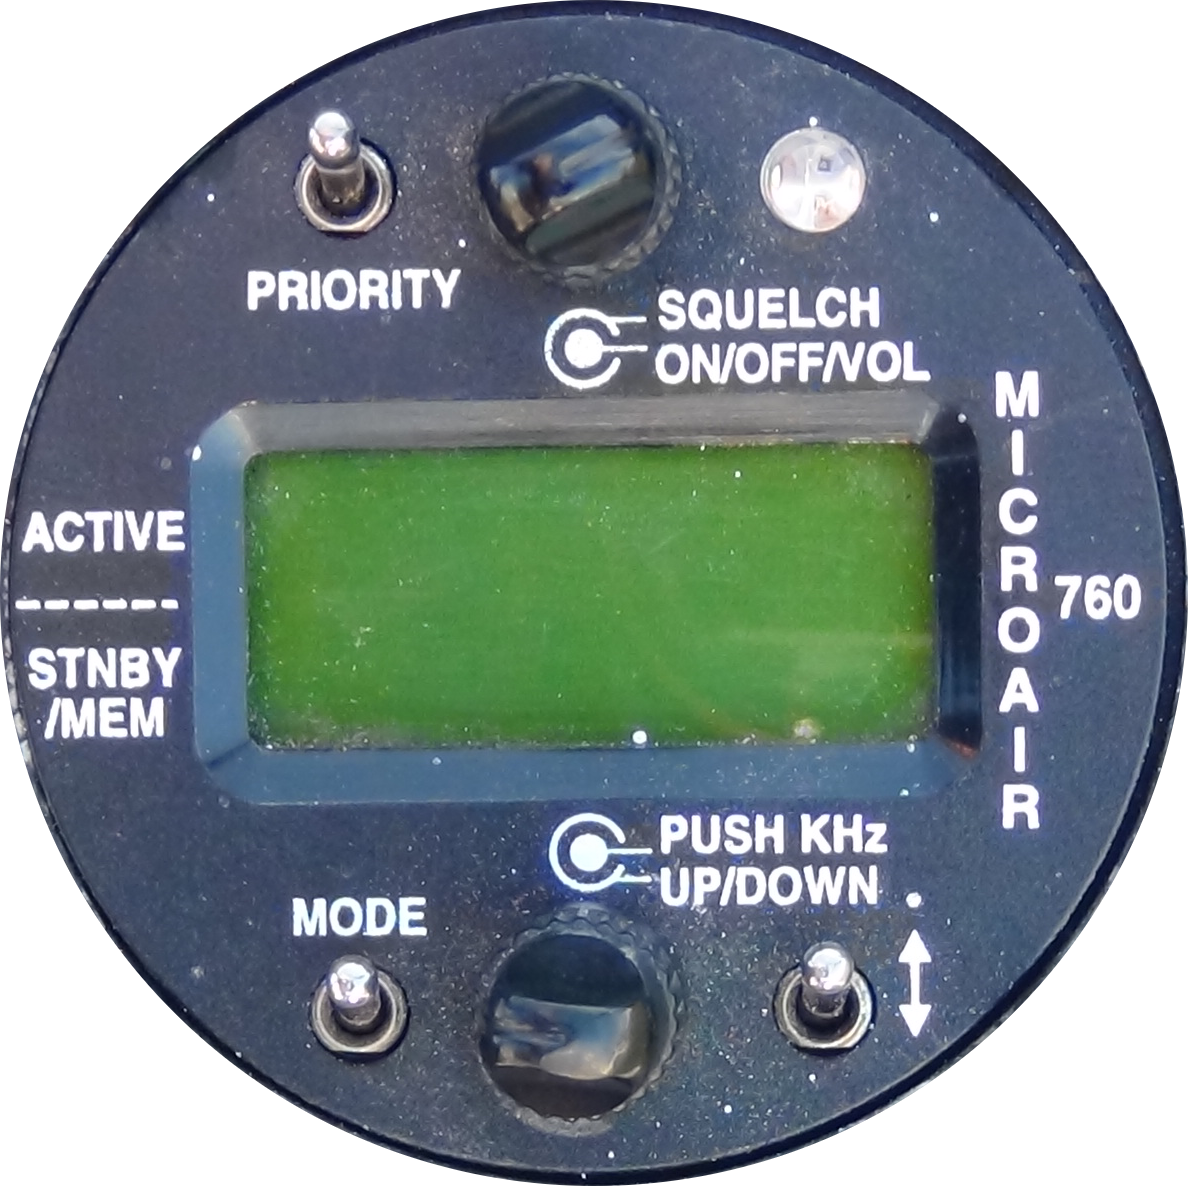 PRIORITY
SQUELCH
ON/OFF/VOL
MICROAIR
760
ACTIVE
STNBY
/MEM
PUSH KHz
UP/DOWN
MODE